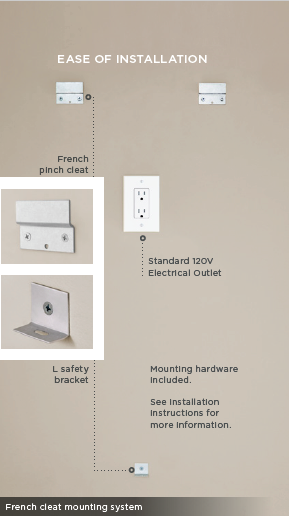 EASE OF INSTALLATION
French
pinch cleat
Standard 120V
Electrical Outlet
L safety
bracket
Mounting hardware
included.
See installation
instructions for
more information.
French cleat mounting system